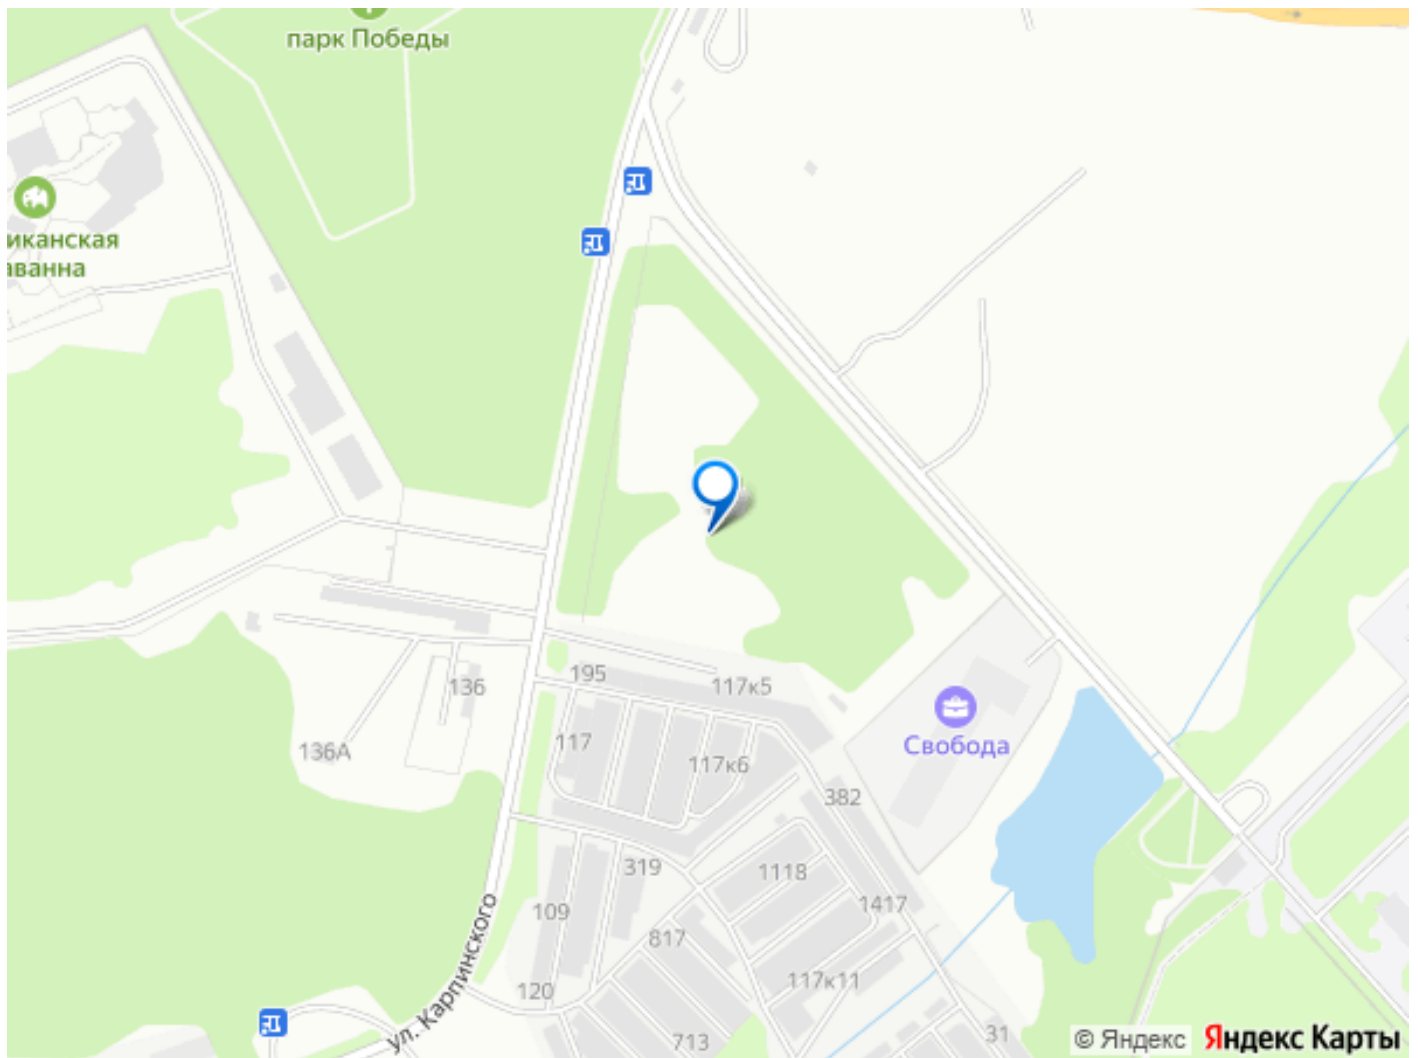 парк Победы
иканская
аванна
195
117к5
136
117
136А
117к6
Свобода
382
319
1118
109
1417
817
ул. Карпинского
120
117к11
713
31
© Яндекс
Яндекс Карты